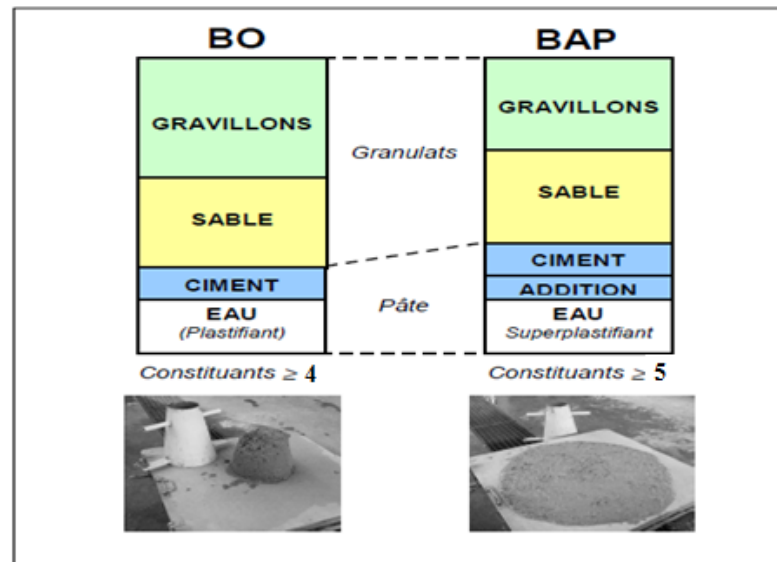 BO
BAP
GRAVILLONS
SABLE
CIMENT
EAU
(Plastifiant)
Granulats
Pâte
GRAVILLONS
SABLE
CIMENT
ADDITION
EAU
Superplastifiant
Constituants ≥ 4
Constituants ≥ 5